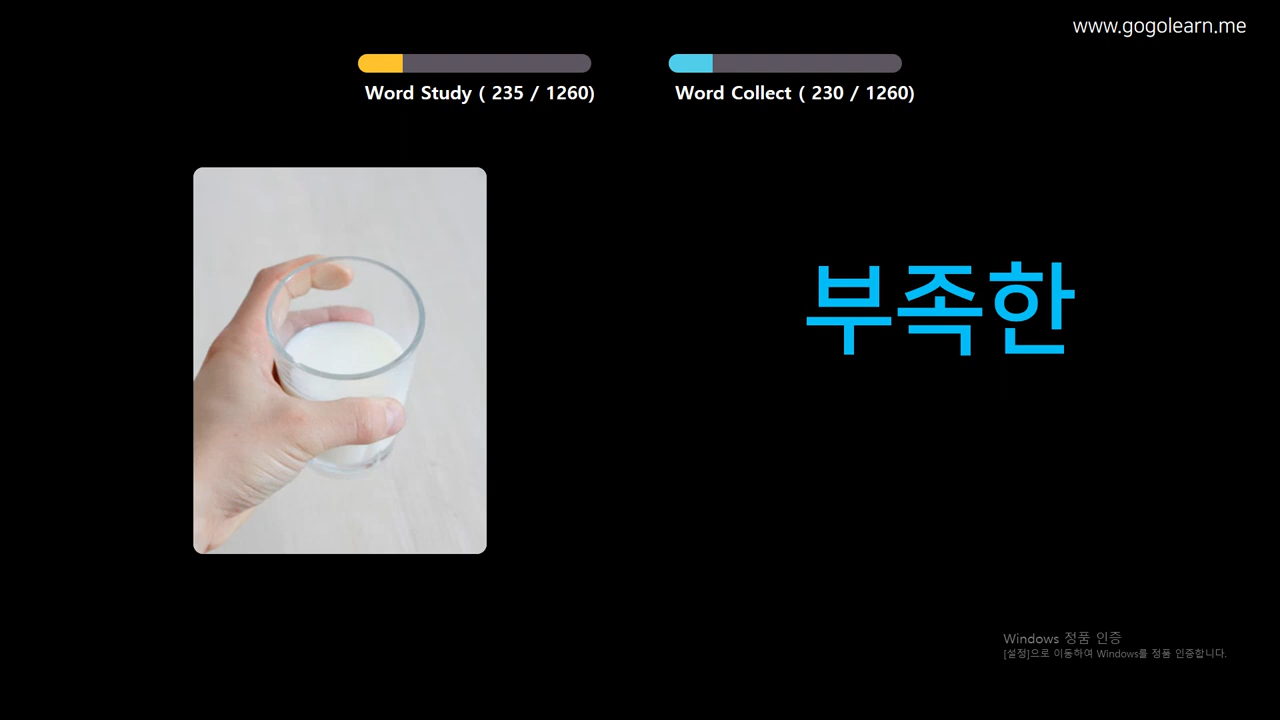 www.gogolearn.me
Word Study ( 235 / 1260)
Word Collect ( 230 / 1260)
부족한
Windows 정품 인증
[설정]으로 이동하여 Windows를 정품 인증합니다.